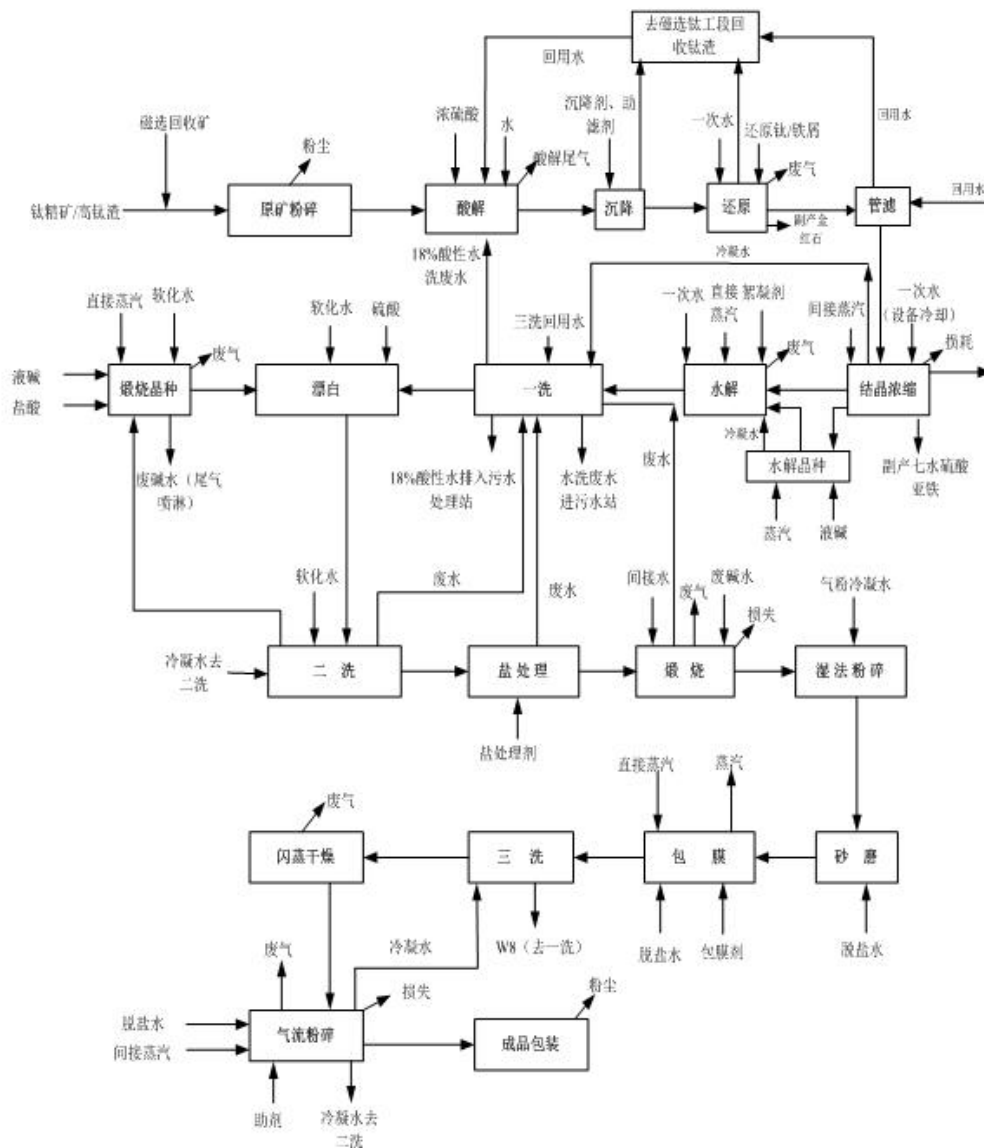 去磁选钛工段回
收钛渣
回用水
浓硫酸
水
沉降剂、助
滤剂
一次水
还原钛/铁屑
回用水
磁选回收矿
粉尘
酸解尾气
废气
钛精矿/高钛渣
原矿粉碎
酸解
沉降
还原
管滤
回用水
副产金
红石
18%酸性水
洗废水
冷凝水
直接蒸汽
软化水
软化水
硫酸
三洗回用水
一次水
直接
蒸汽
絮凝剂
间接蒸汽
一次水
(设备冷却)
废气
废气
损耗
液碱
盐酸
煅烧晶种
漂白
一洗
水解
结晶浓缩
冷凝水
废碱水（尾气
喷淋）
18%酸性水排入污水
处理站
水洗废水
进污水站
废水
水解晶种
副产七水硫酸
亚铁
蒸汽
液碱
软化水
废水
废水
间接水
废气
废碱水
损失
气粉冷凝水
冷凝水去
二洗
二 洗
盐处理
煅 烧
湿法粉碎
盐处理剂
直接蒸汽
蒸汽
废气
闪蒸干燥
三 洗
包 膜
砂 磨
W8（去一洗）
脱盐水
包膜剂
脱盐水
废气
冷凝水
损失
粉尘
脱盐水
间接蒸汽
气流粉碎
成品包装
助剂
冷凝水去
二洗